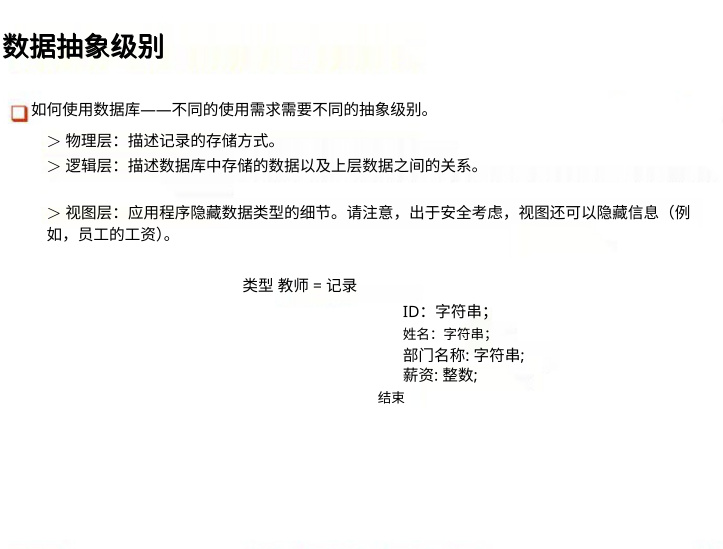 数据抽象级别
如何使用数据库——不同的使用需求需要不同的抽象级别。
＞ 物理层：描述记录的存储方式。
＞ 逻辑层：描述数据库中存储的数据以及上层数据之间的关系。
＞ 视图层：应用程序隐藏数据类型的细节。请注意，出于安全考虑，视图还可以隐藏信息（例
如，员工的工资）。
类型 教师 = 记录
ID：字符串；
姓名：字符串；
部门名称: 字符串;
薪资: 整数;
结束